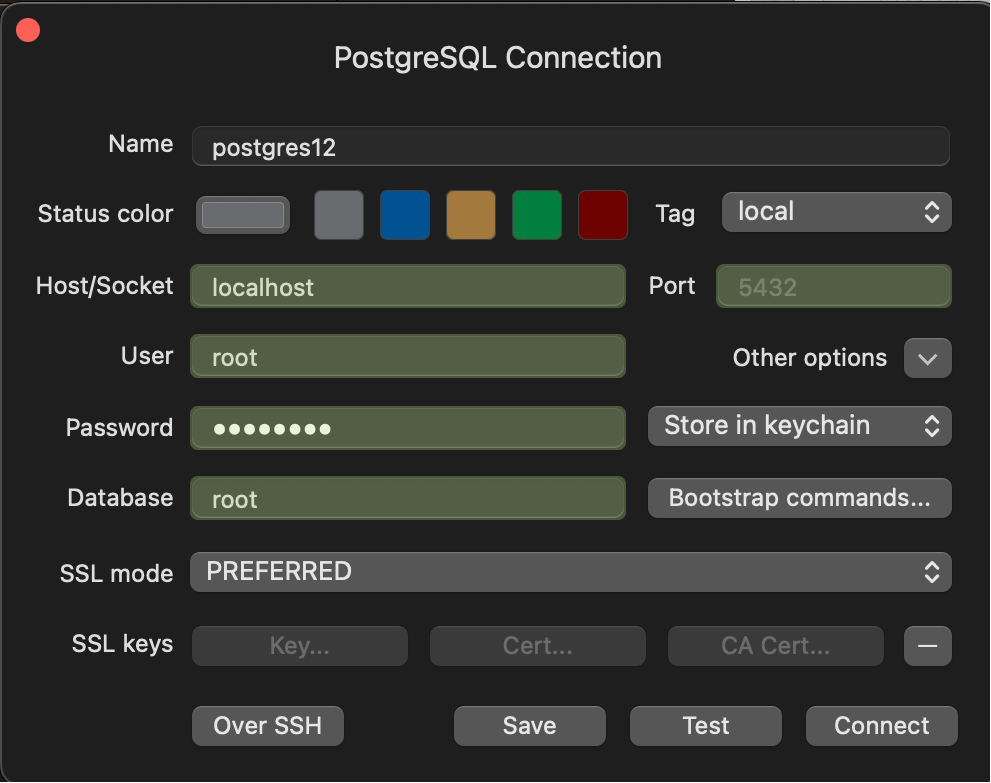 PostgreSQL Connection
Name postgres12
Status color Tag local
Host/Socket localhost Port 5432
User root Other options
Password ●●●●●●●● Store in keychain
Database root Bootstrap commands...
SSL mode PREFERRED
SSL keys Key... Cert... CA Cert...
Over SSH Save Test Connect